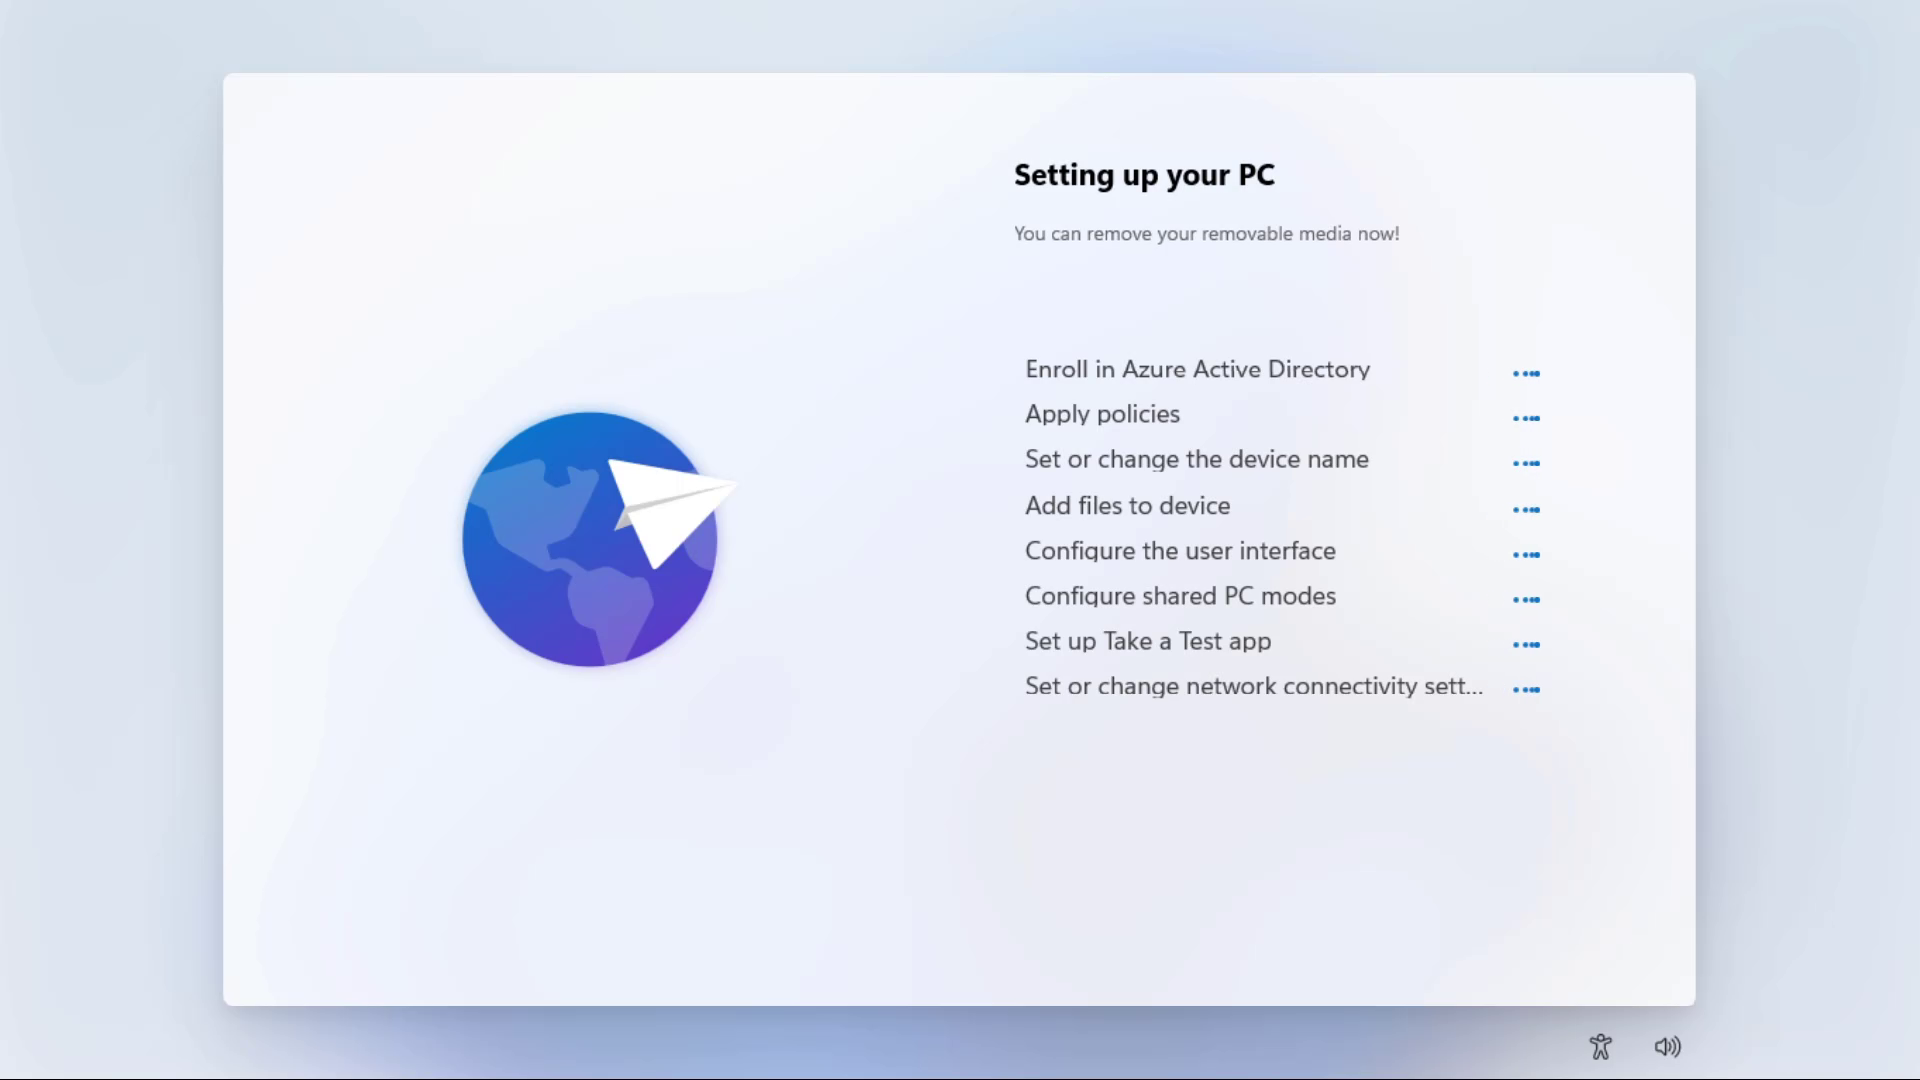 Setting up your PC
You can remove your removable media now!
Enroll in Azure Active Directory
Apply policies
Set or change the device name
Add files to device
Configure the user interface
Configure shared PC modes
Set up Take a Test app
Set or change network connectivity sett...